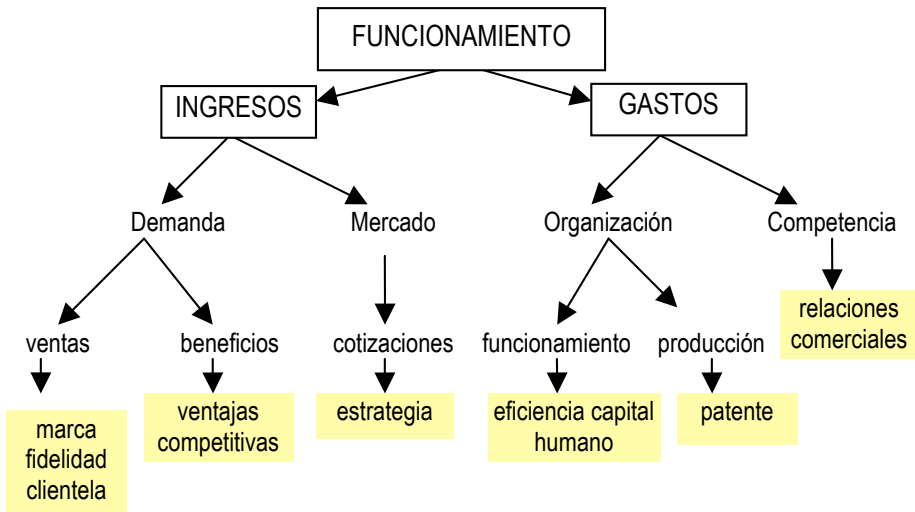 FUNCIONAMIENTO
INGRESOS
GASTOS
Demanda
Mercado
Organización
Competencia
relaciones
comerciales
ventas
beneficios
cotizaciones
funcionamiento
producción
marca
fidelidad
clientela
ventajas
competitivas
estrategia
eficiencia capital
humano
patente